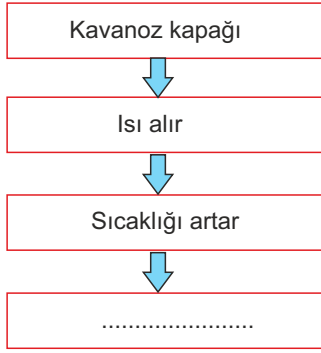 Kavanoz kapağı
Isı alır
Sıcaklığı artar
.......................